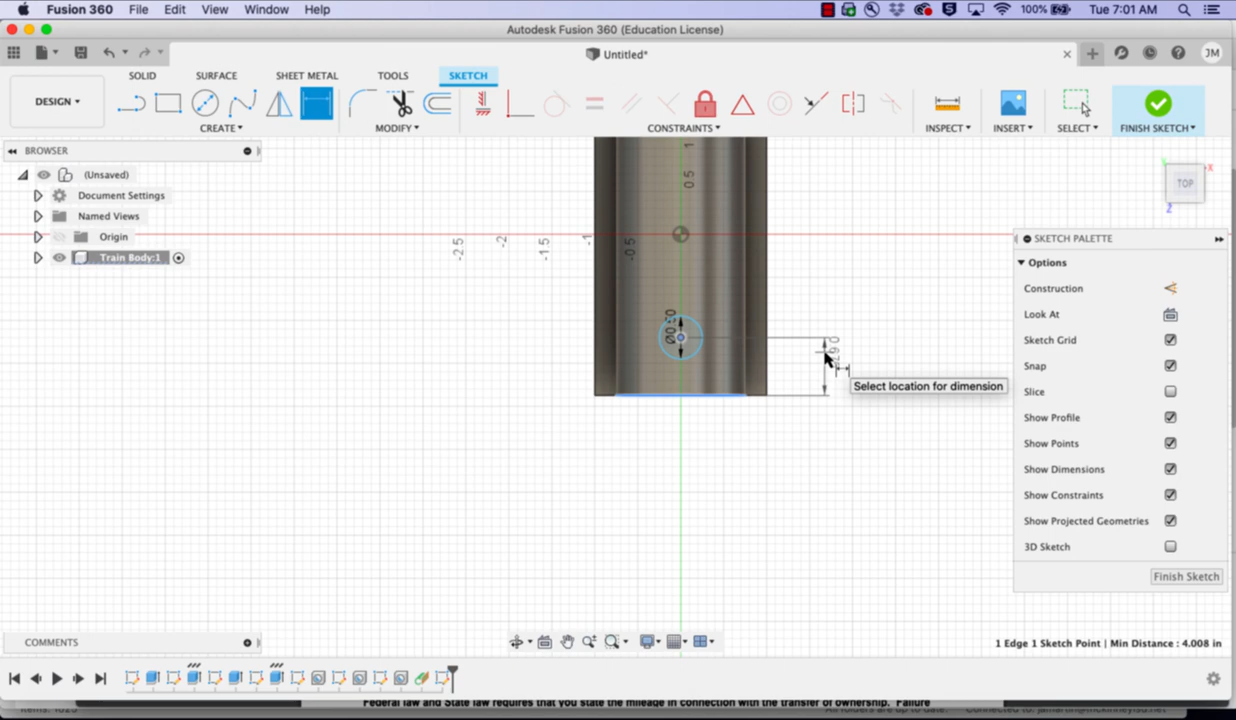 Fusion 360 File Edit View Window Help 100% Tue 7:01 AM
Autodesk Fusion 360 (Education License)
Untitled* JM
SOLID SURFACE SHEET METAL TOOLS SKETCH
DESIGN
CREATE MODIFY CONSTRAINTS INSPECT INSERT SELECT FINISH SKETCH
BROWSER
(Unsaved)
Document Settings
Named Views
Origin
Train Body:1
TOP
X
Z
1
0.5
-2.5 -2 -1.5 -1 -0.5
Ø0.50
Select location for dimension
SKETCH PALETTE
Options
Construction
Look At
Sketch Grid
Snap
Slice
Show Profile
Show Points
Show Dimensions
Show Constraints
Show Projected Geometries
3D Sketch
Finish Sketch
COMMENTS
1 Edge 1 Sketch Point | Min Distance : 4.008 in
Federal law and State law requires that you state the mileage in connection with the transfer of ownership. Failure